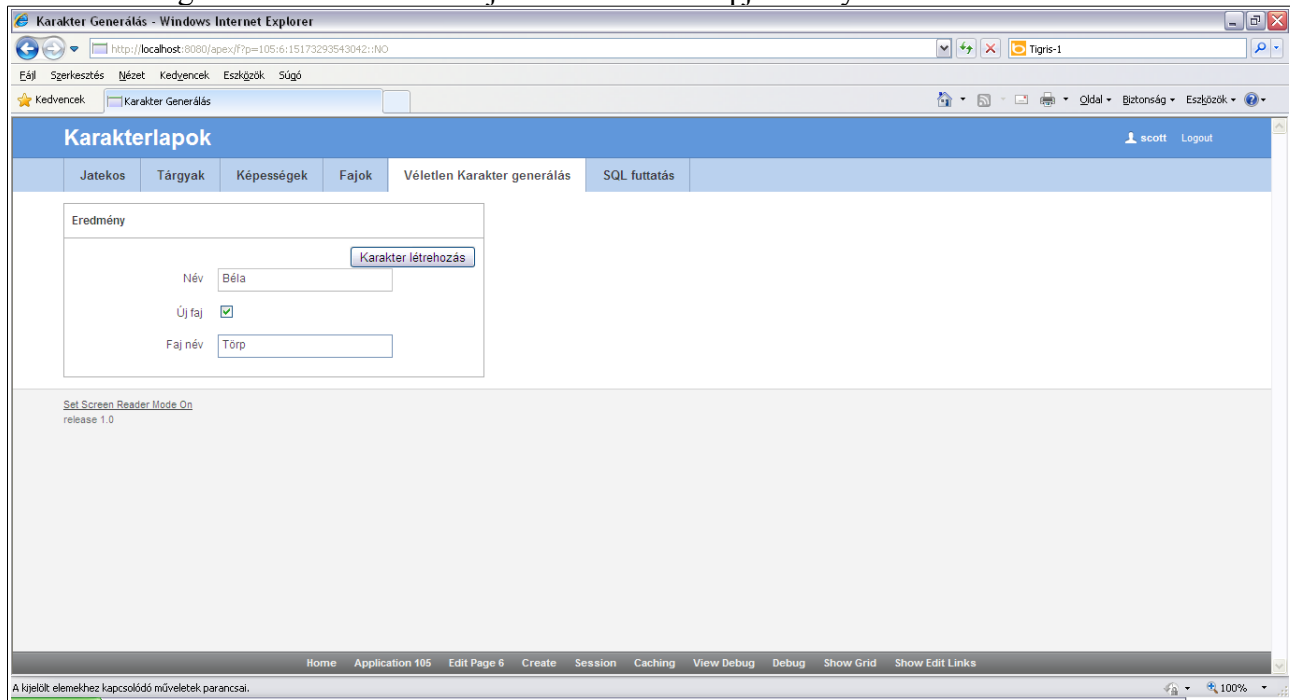 Karakter Generálás - Windows Internet Explorer
http://localhost:8080/apex/f?p=105:6:15173293543042::NO
Tigris-1
Fájl Szerkesztés Nézet Kedvencek Eszközök Súgó
Kedvencek Karakter Generálás Oldal Biztonság Eszközök
Karakterlapok scott Logout
Jatekos Tárgyak Képességek Fajok Véletlen Karakter generálás SQL futtatás
Eredmény
Karakter létrehozás
Név Béla
Új faj
Faj név Törp
Set Screen Reader Mode On
release 1.0
Home Application 105 Edit Page 6 Create Session Caching View Debug Debug Show Grid Show Edit Links
A kijelölt elemekhez kapcsolódó műveletek parancsai. 100%